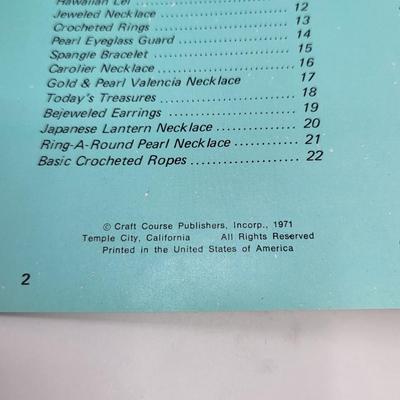 Hawaiian Lei
Jeweled Necklace .................... 12
Crocheted Rings .................... 13
Pearl Eyeglass Guard .................... 14
Spangle Bracelet .................... 15
Carolier Necklace .................... 16
Gold & Pearl Valencia Necklace 17
Today's Treasures .................... 18
Bejeweled Earrings .................... 19
Japanese Lantern Necklace .................... 20
Ring-A-Round Pearl Necklace .................... 21
Basic Crocheted Ropes .................... 22
© Craft Course Publishers, Incorp., 1971
Temple City, California All Rights Reserved
Printed in the United States of America
2